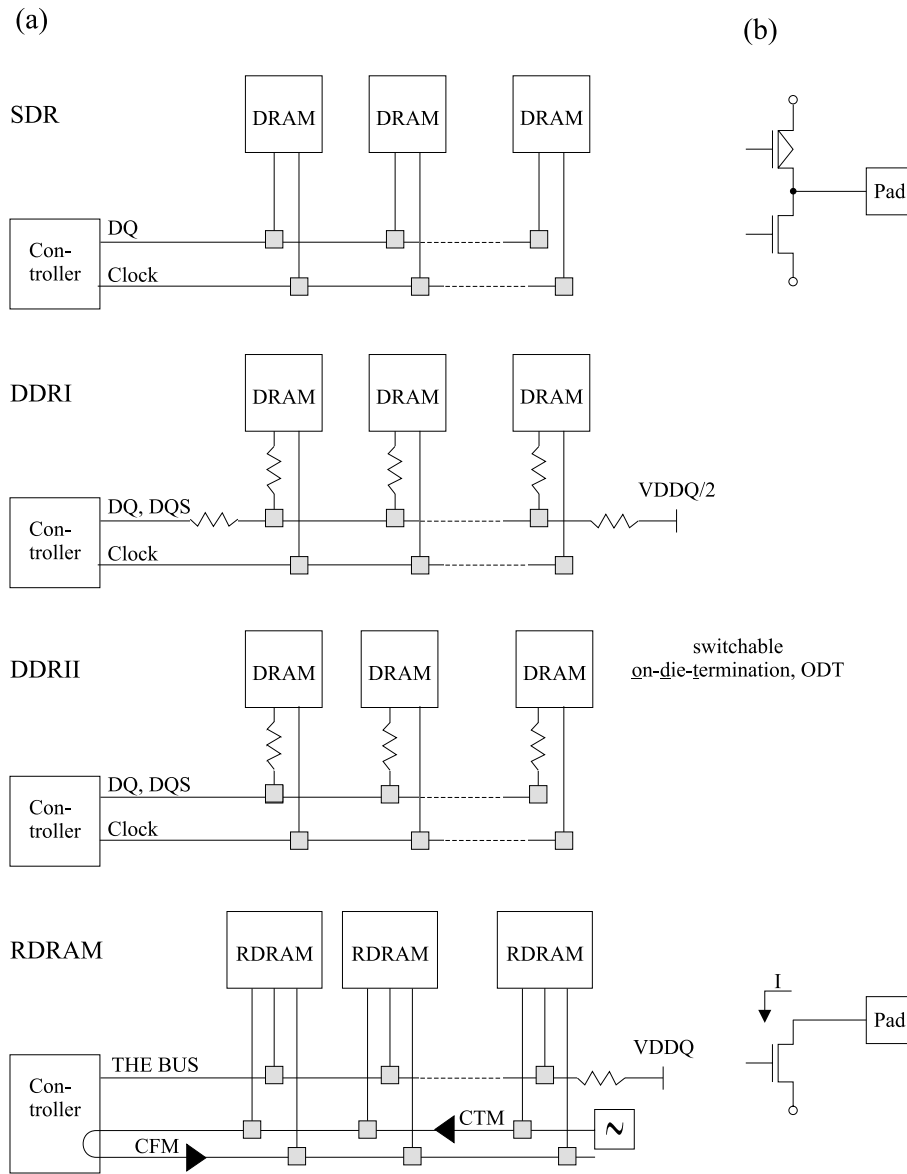 (a)
(b)
SDR
DRAM DRAM DRAM
Pad
Con-
troller
DQ
Clock
DDRI
DRAM DRAM DRAM
VDDQ/2
Con-
troller
DQ, DQS
Clock
DDRII
DRAM DRAM DRAM
switchable
on-die-termination, ODT
Con-
troller
DQ, DQS
Clock
RDRAM
RDRAM RDRAM RDRAM
I
Pad
Con-
troller
THE BUS
VDDQ
CTM
CFM
~